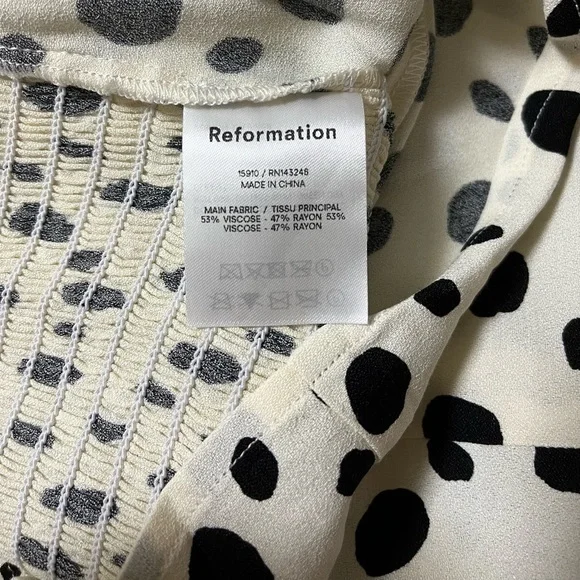 Reformation
15910 / RN143248
MADE IN CHINA
MAIN FABRIC / TISSU PRINCIPAL
53% VISCOSE - 47% RAYON 53%
VISCOSE - 47% RAYON